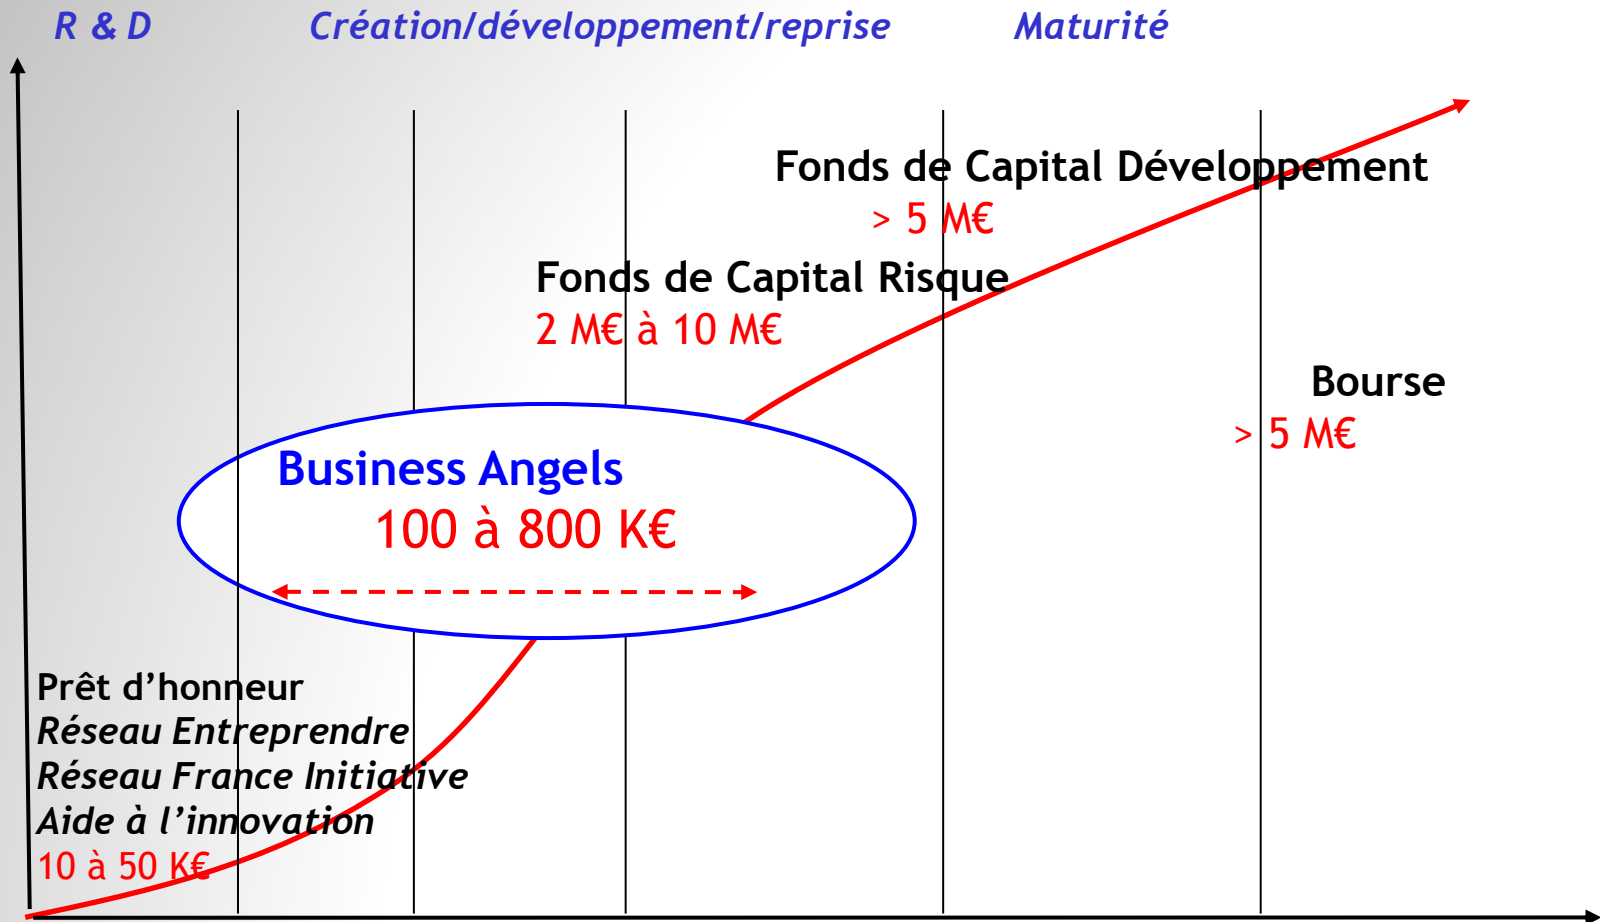 R & D Création/développement/reprise Maturité
Fonds de Capital Développement
> 5 M€
Fonds de Capital Risque
2 M€ à 10 M€
Bourse
> 5 M€
Business Angels
100 à 800 K€
Prêt d’honneur
Réseau Entreprendre
Réseau France Initiative
Aide à l’innovation
10 à 50 K€